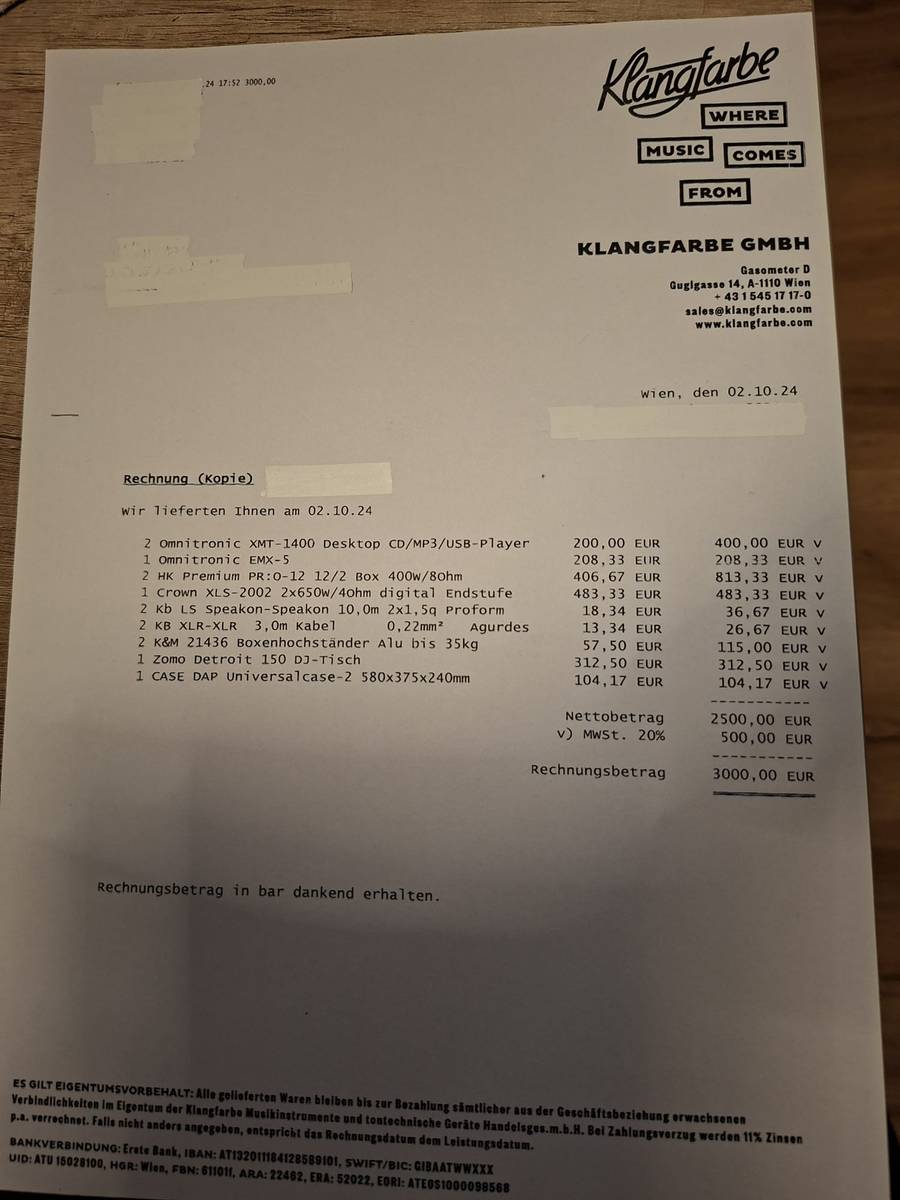 .24 17:52 3000,00
Klangfarbe
WHERE
MUSIC COMES
FROM
KLANGFARBE GMBH
Gasometer D
Guglgasse 14, A-1110 Wien
+ 43 1 545 17 17-0
sales@klangfarbe.com
www.klangfarbe.com
Wien, den 02.10.24
Rechnung (Kopie)
Wir lieferten Ihnen am 02.10.24
2 Omnitronic XMT-1400 Desktop CD/MP3/USB-Player 200,00 EUR 400,00 EUR v
1 Omnitronic EMX-5 208,33 EUR 208,33 EUR v
2 HK Premium PR:O-12 12/2 Box 400w/8ohm 406,67 EUR 813,33 EUR v
1 Crown XLS-2002 2x650w/4ohm digital Endstufe 483,33 EUR 483,33 EUR v
2 Kb LS Speakon-Speakon 10,0m 2x1,5q Proform 18,34 EUR 36,67 EUR v
2 KB XLR-XLR 3,0m Kabel 0,22mm² Agurdes 13,34 EUR 26,67 EUR v
2 K&M 21436 Boxenhochständer Alu bis 35kg 57,50 EUR 115,00 EUR v
1 Zomo Detroit 150 DJ-Tisch 312,50 EUR 312,50 EUR v
1 CASE DAP Universalcase-2 580x375x240mm 104,17 EUR 104,17 EUR v
Nettobetrag 2500,00 EUR
v) MWSt. 20% 500,00 EUR
Rechnungsbetrag 3000,00 EUR
Rechnungsbetrag in bar dankend erhalten.
ES GILT EIGENTUMSVORBEHALT: Alle gelieferten Waren bleiben bis zur Bezahlung sämtlicher aus der Geschäftsbeziehung erwachsenen
Verbindlichkeiten im Eigentum der Klangfarbe Musikinstrumente und tontechnische Geräte Handelsges.m.b.H. Bei Zahlungsverzug werden 11% Zinsen
p.a. verrechnet. Falls nicht anders angegeben, entspricht das Rechnungsdatum dem Leistungsdatum.
BANKVERBINDUNG: Erste Bank, IBAN: AT132011184128589101, SWIFT/BIC: GIBAATWWXXX
UID: ATU 15028100, HGR: Wien, FBN: 61101f, ARA: 22462, ERA: 52022, EORI: ATEOS1000098568